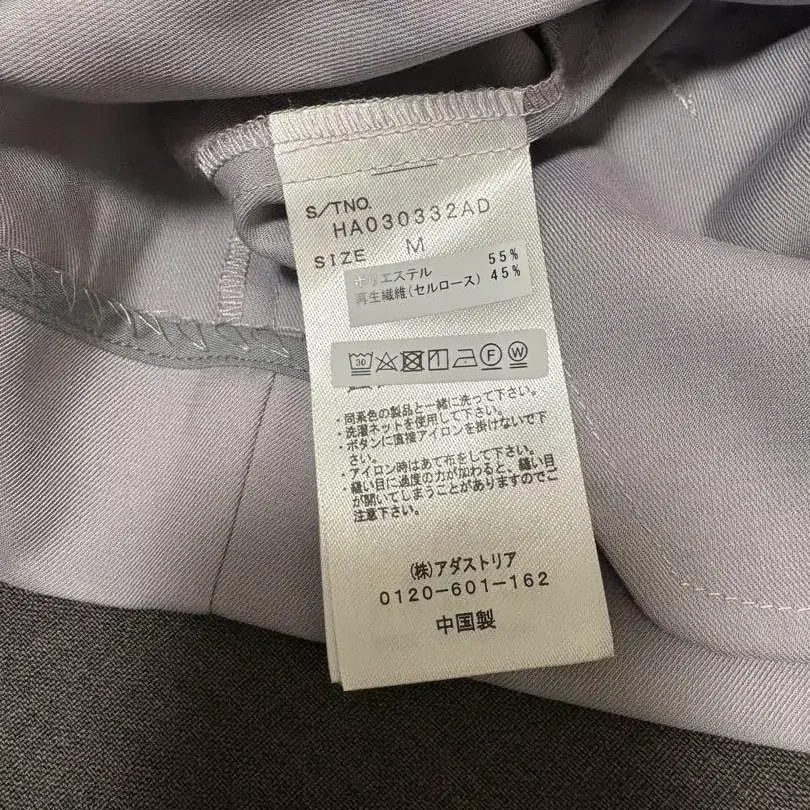 S/TNO.
HA030332AD
SIZE M
ポリエステル 55%
再生繊維(セルロース) 45%
30 F W
・同系色の製品と一緒に洗って下さい。
・洗濯ネットを使用して下さい。
・ボタンに直接アイロンを掛けないで下
さい。
・アイロン時はあて布をして下さい。
・縫い目に過度の力が加わると、縫い目
が開いてしまうことがありますのでご
注意下さい。
(株)アダストリア
0120-601-162
中国製